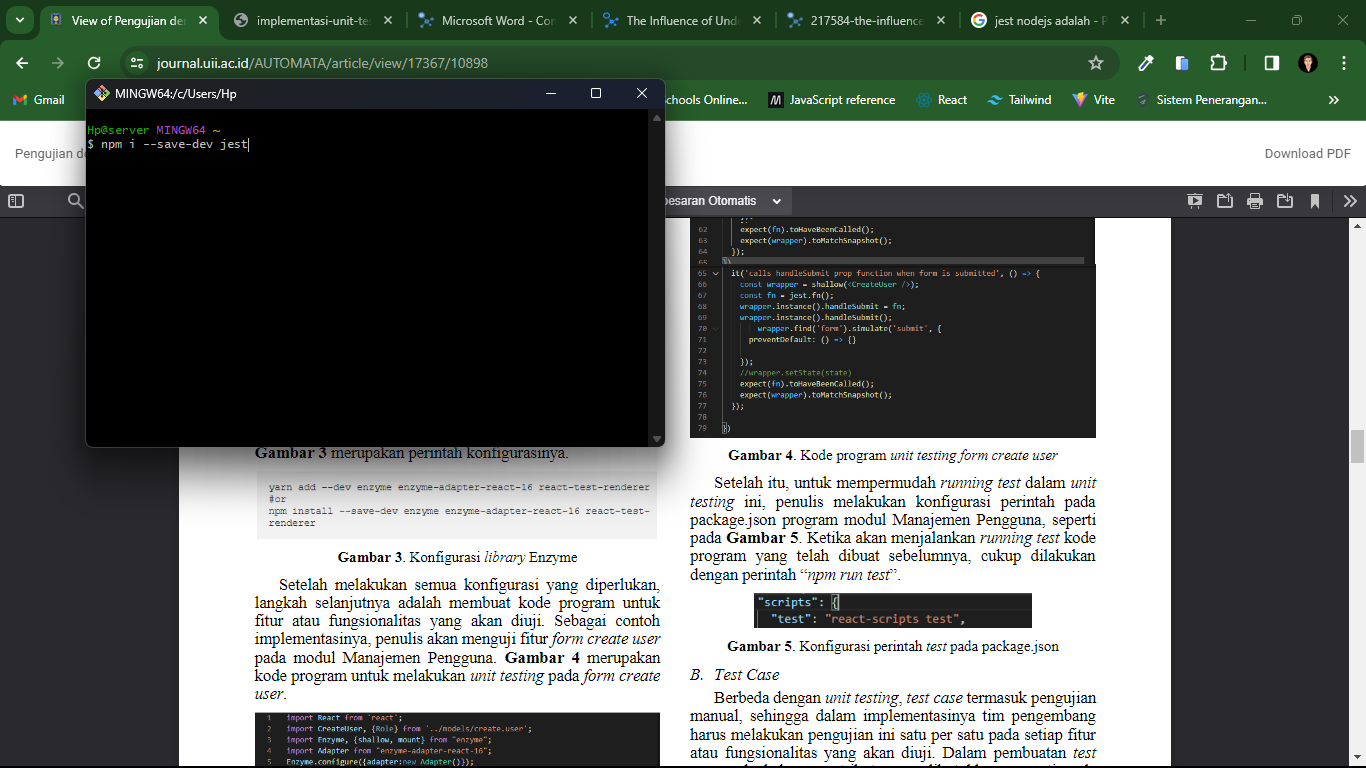 View of Pengujian de
implementasi-unit-te
Microsoft Word - Con
The Influence of Und
217584-the-influence
jest nodejs adalah - P
journal.uii.ac.id/AUTOMATA/article/view/17367/10898
Gmail
chools Online...
JavaScript reference
React
Tailwind
Vite
Sistem Penerangan...
MINGW64:/c/Users/Hp
Hp@server MINGW64 ~
$ npm i --save-dev jest
Pengujian d
Download PDF
besaran Otomatis
Gambar 3 merupakan perintah konfigurasinya.
yarn add --dev enzyme enzyme-adapter-react-16 react-test-renderer
#or
npm install --save-dev enzyme enzyme-adapter-react-16 react-test-
renderer
Gambar 3. Konfigurasi library Enzyme
Setelah melakukan semua konfigurasi yang diperlukan,
langkah selanjutnya adalah membuat kode program untuk
fitur atau fungsionalitas yang akan diuji. Sebagai contoh
implementasinya, penulis akan menguji fitur form create user
pada modul Manajemen Pengguna. Gambar 4 merupakan
kode program untuk melakukan unit testing pada form create
user.
1 import React from 'react';
2 import CreateUser, {Role} from '../models/create.user';
3 import Enzyme, {shallow, mount} from "enzyme";
4 import Adapter from "enzyme-adapter-react-16";
5 Enzyme.configure({adapter:new Adapter()});
62 expect(fn).toHaveBeenCalled();
63 expect(wrapper).toMatchSnapshot();
64 });
65 })
65 it('calls handleSubmit prop function when form is submitted', () => {
66 const wrapper = shallow(<CreateUser />);
67 const fn = jest.fn();
68 wrapper.instance().handleSubmit = fn;
69 wrapper.instance().handleSubmit();
70 wrapper.find('form').simulate('submit', {
71 preventDefault: () => {}
72
73 });
74 //wrapper.setState(state)
75 expect(fn).toHaveBeenCalled();
76 expect(wrapper).toMatchSnapshot();
77 });
78
79 })
Gambar 4. Kode program unit testing form create user
Setelah itu, untuk mempermudah running test dalam unit
testing ini, penulis melakukan konfigurasi perintah pada
package.json program modul Manajemen Pengguna, seperti
pada Gambar 5. Ketika akan menjalankan running test kode
program yang telah dibuat sebelumnya, cukup dilakukan
dengan perintah “npm run test”.
"scripts": {
"test": "react-scripts test",
Gambar 5. Konfigurasi perintah test pada package.json
B. Test Case
Berbeda dengan unit testing, test case termasuk pengujian
manual, sehingga dalam implementasinya tim pengembang
harus melakukan pengujian ini satu per satu pada setiap fitur
atau fungsionalitas yang akan diuji. Dalam pembuatan test